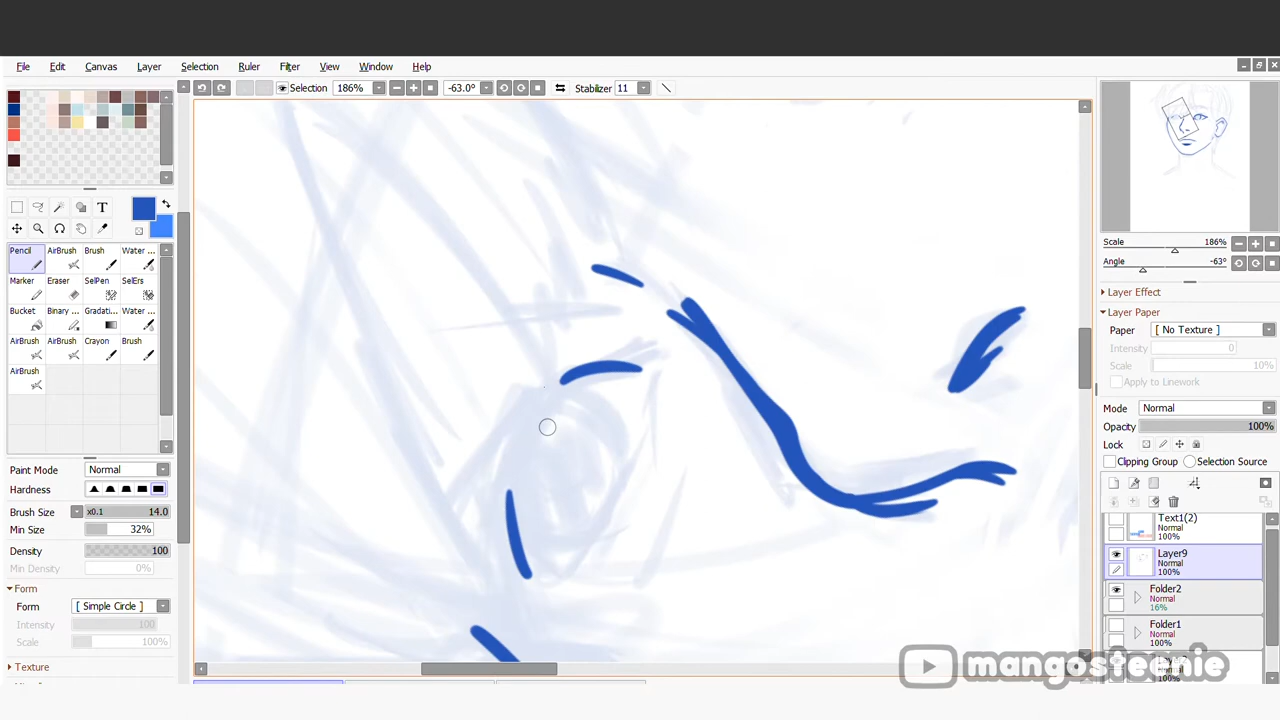 File Edit Canvas Layer Selection Ruler Filter View Window Help
Selection 186% -63.0° Stabilizer 11
T
Pencil AirBrush Brush Water ...
Marker Eraser SelPen SelErs
Bucket Binary ... Gradati... Water ...
AirBrush AirBrush Crayon Brush
AirBrush
Paint Mode Normal
Hardness
Brush Size x0.1 14.0
Min Size 32%
Density 100
Min Density 0%
Form
Form [ Simple Circle ]
Intensity 100
Scale 100%
Texture
Scale 186%
Angle -63°
Layer Effect
Layer Paper
Paper [ No Texture ]
Intensity 0
Scale 10%
Apply to Linework
Mode Normal
Opacity 100%
Lock
Clipping Group Selection Source
Text1(2)
Normal
100%
Layer9
Normal
100%
Folder2
Normal
16%
Folder1
Normal
100%
100%
mangosteenie